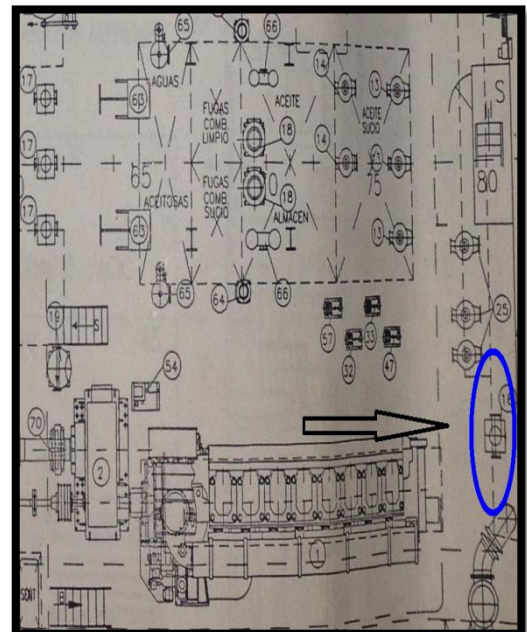 65
66
17
63
AGUAS
FUGAS
COMB.
LIMPIO
ACEITE
14
13
ACEITE
SUCIO
S
17
18
14
65
75
80
17
63
ACEITOSAS
FUGAS
COMB.
SUCIO
18
ALMACEN
13
65
64
66
25
19
S
57
32
33
47
54
16
70
2
1